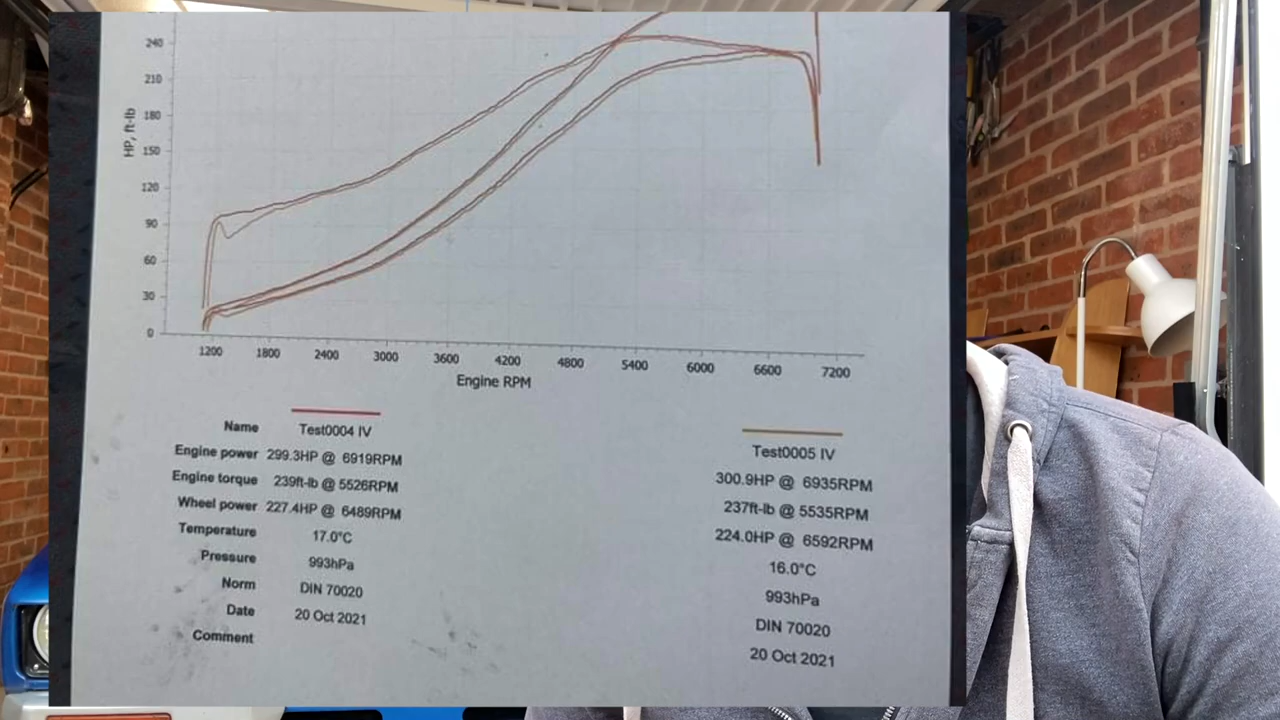 240
210
180
150
120
90
60
30
0
HP, ft-lb
1200 1800 2400 3000 3600 4200 4800 5400 6000 6600 7200
Engine RPM
Name Test0004 IV Test0005 IV
Engine power 299.3HP @ 6919RPM 300.9HP @ 6935RPM
Engine torque 239ft-lb @ 5526RPM 237ft-lb @ 5535RPM
Wheel power 227.4HP @ 6489RPM 224.0HP @ 6592RPM
Temperature 17.0°C 16.0°C
Pressure 993hPa 993hPa
Norm DIN 70020 DIN 70020
Date 20 Oct 2021 20 Oct 2021
Comment